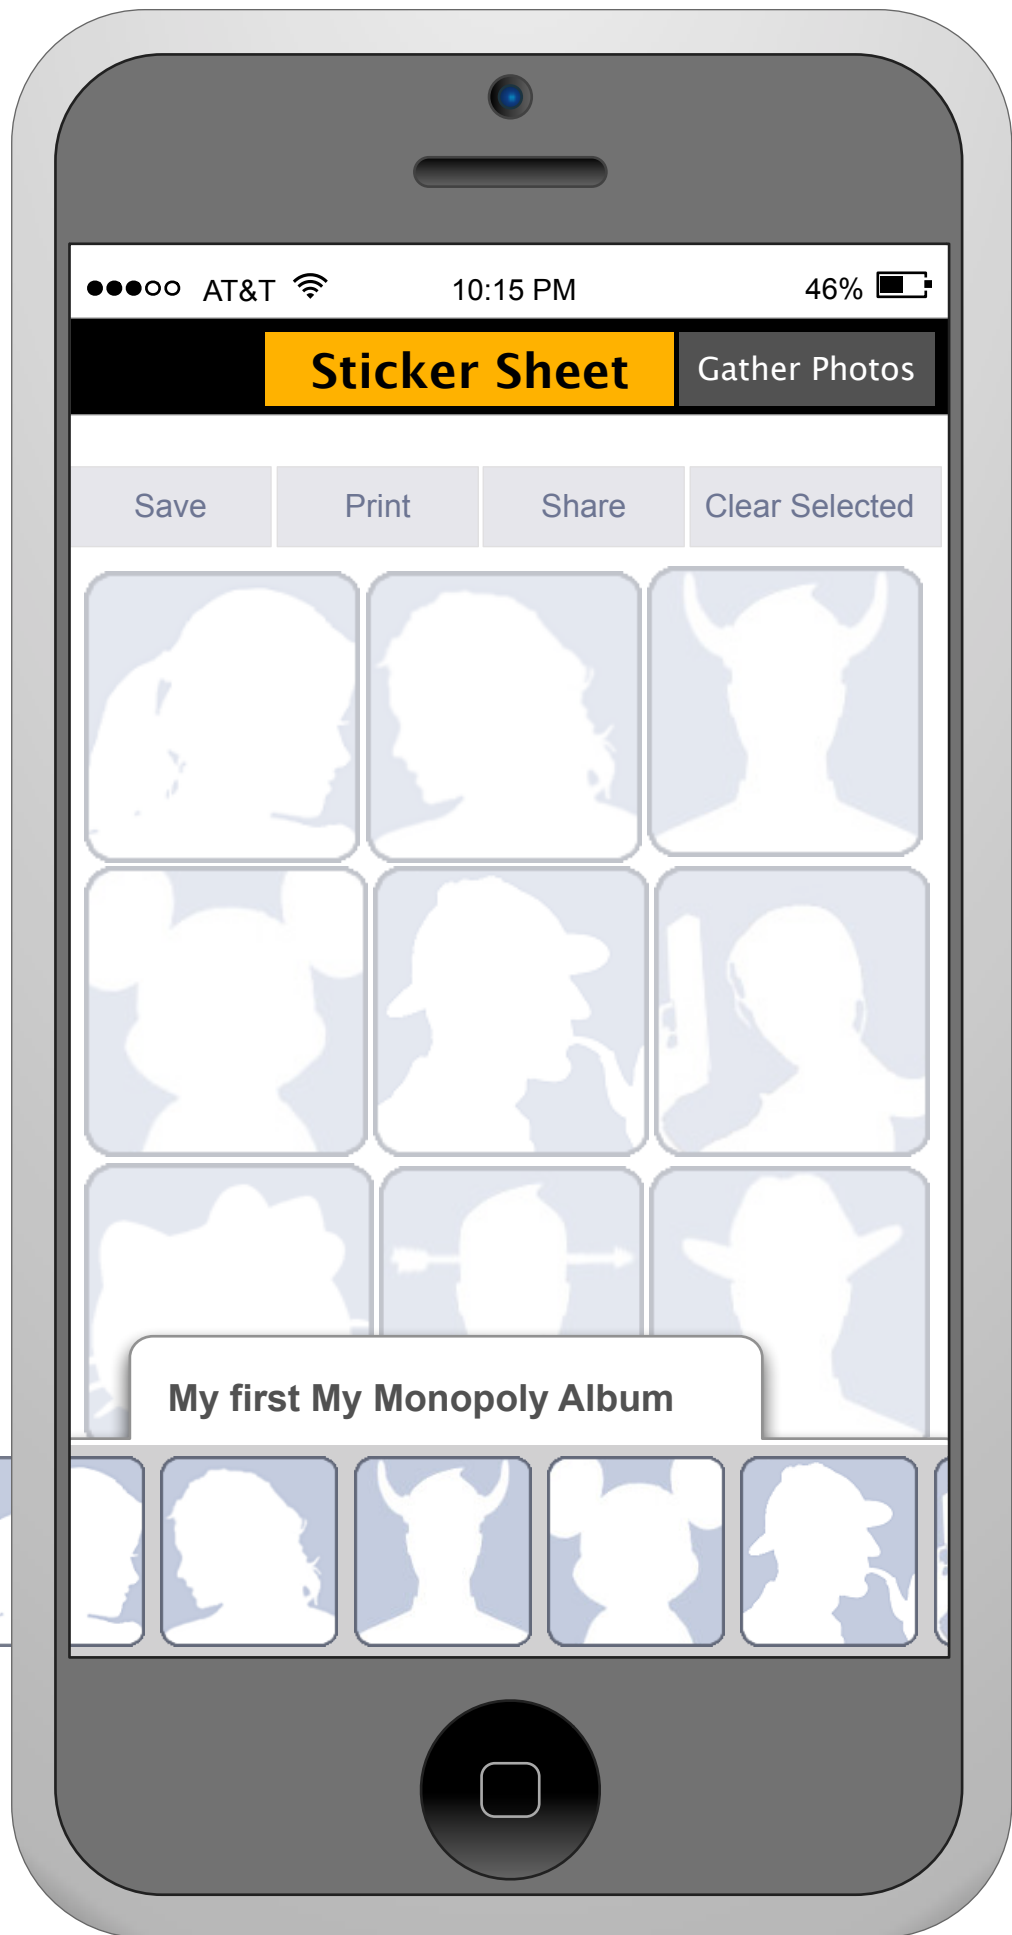 AT&T 10:15 PM 46%
Sticker Sheet Gather Photos
Save Print Share Clear Selected
My first My Monopoly Album